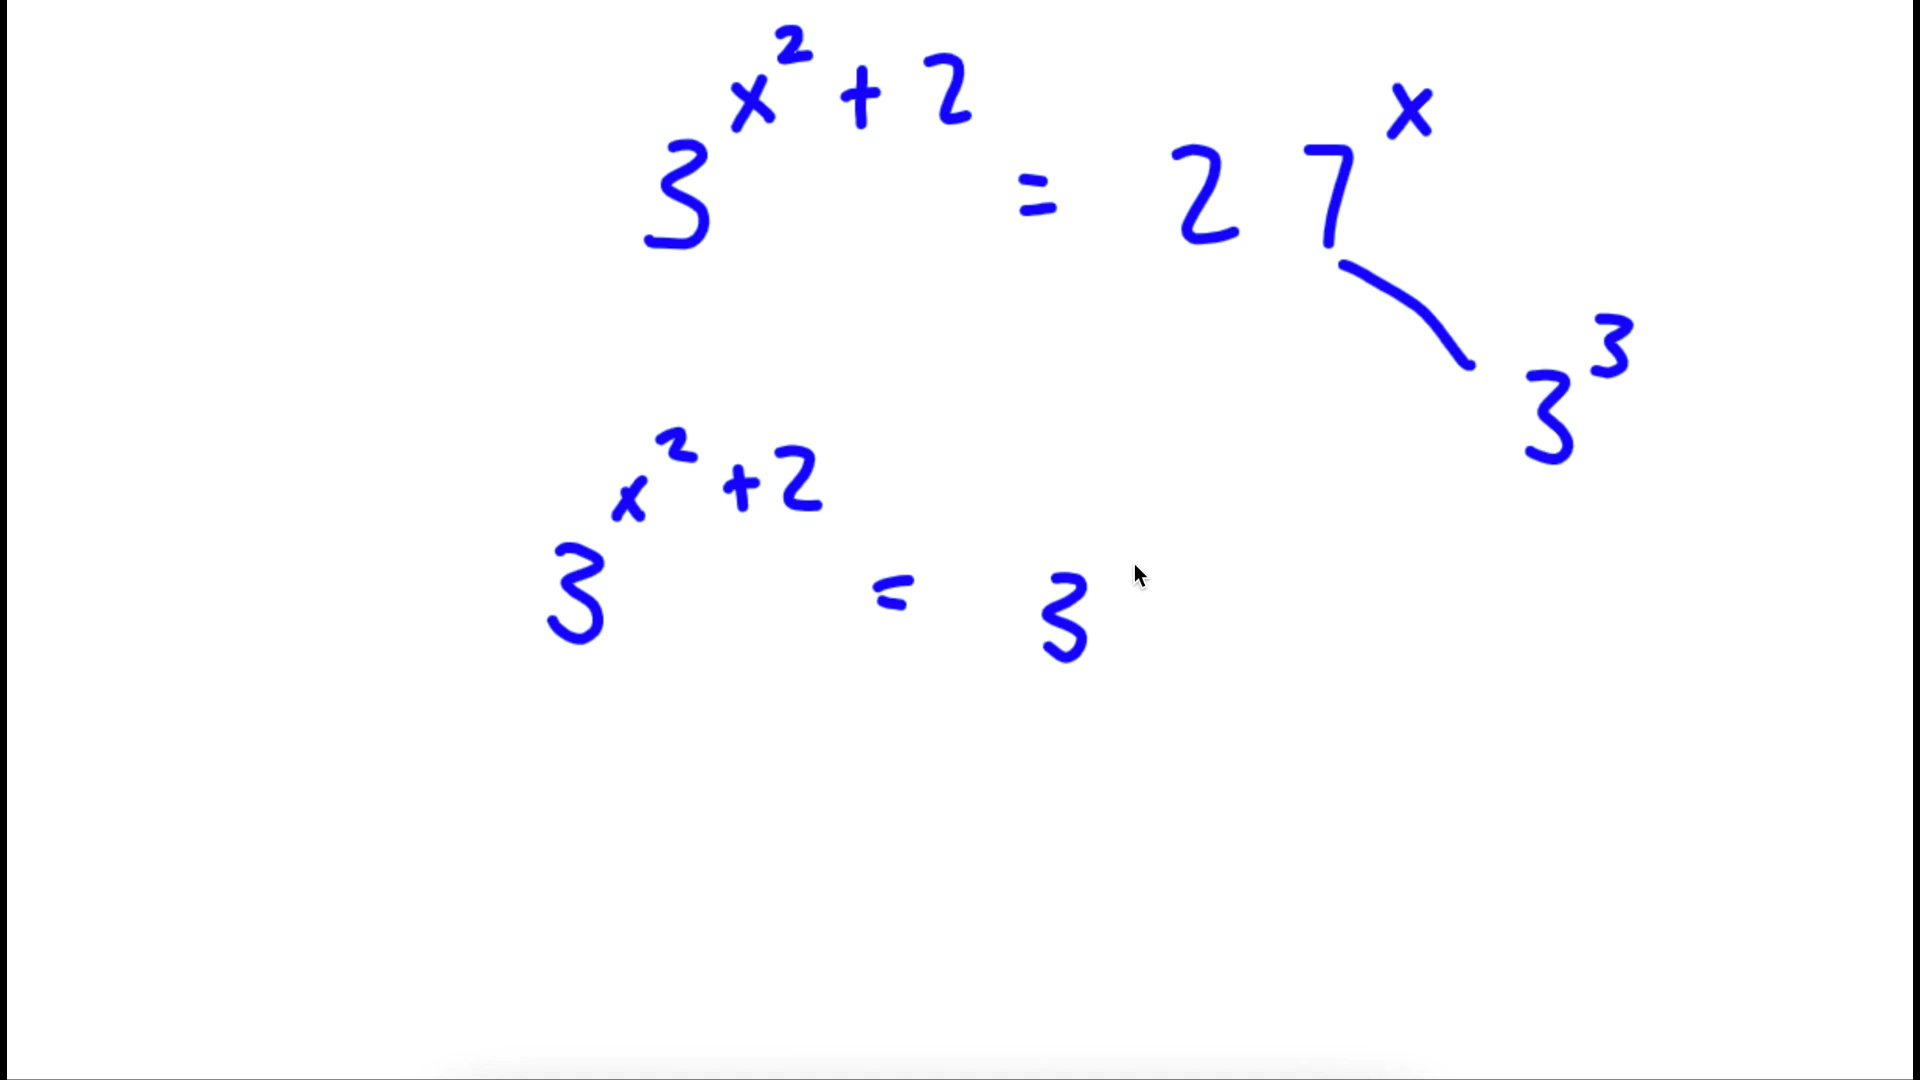 3^{x^2 + 2} = 27^x
3^3
3^{x^2 + 2} = 3